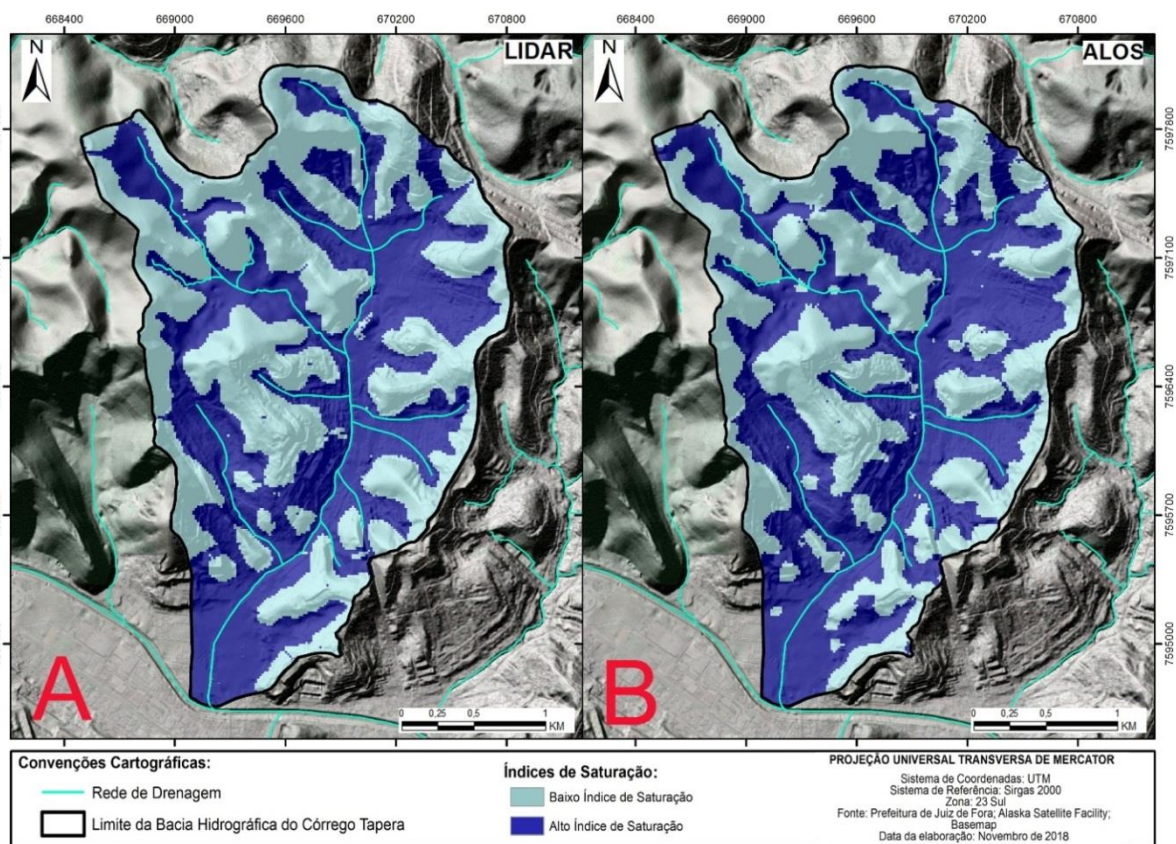 668400 669000 669600 670200 670800 668400 669000 669600 670200 670800
N LIDAR N ALOS
7597800
7597100
7596400
7595700
7595000
A B
0 0,25 0,5 1
KM
0 0,25 0,5 1
KM
Convenções Cartográficas:
Rede de Drenagem
Limite da Bacia Hidrográfica do Córrego Tapera
Índices de Saturação:
Baixo Índice de Saturação
Alto Índice de Saturação
PROJEÇÃO UNIVERSAL TRANSVERSA DE MERCATOR
Sistema de Coordenadas: UTM
Sistema de Referência: Sirgas 2000
Zona: 23 Sul
Fonte: Prefeitura de Juiz de Fora; Alaska Satellite Facility;
Basemap
Data da elaboração: Novembro de 2018